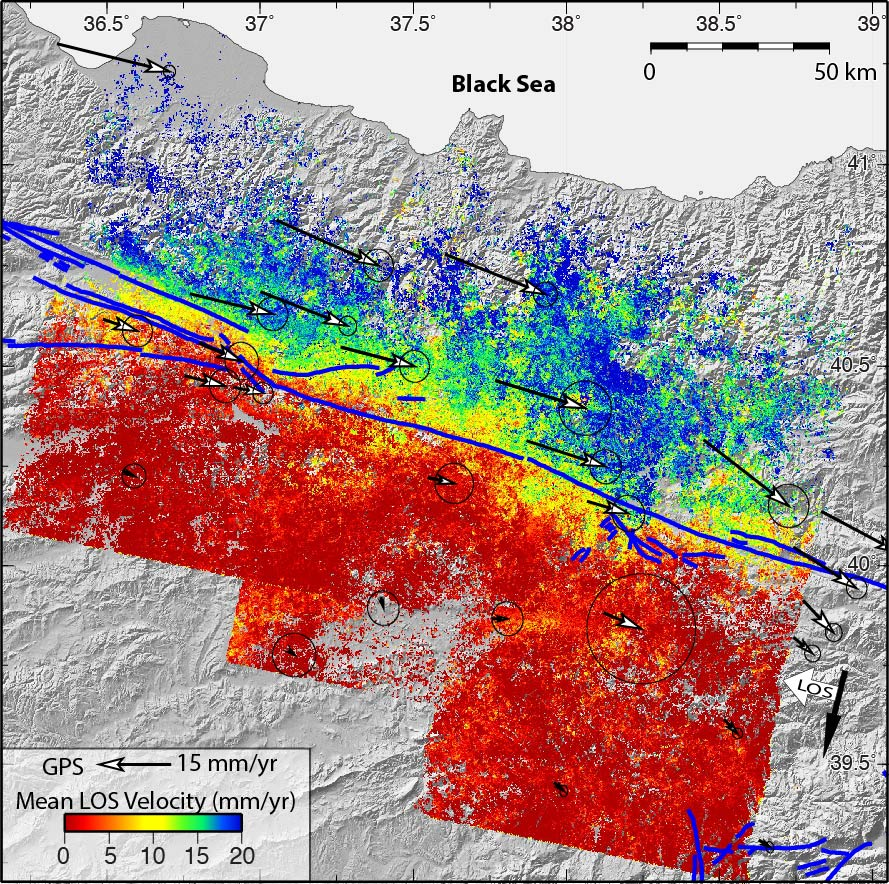 36.5° 37° 37.5° 38° 38.5° 39°
0 50 km
Black Sea
41°
40.5°
40°
LOS
39.5°
GPS 15 mm/yr
Mean LOS Velocity (mm/yr)
0 5 10 15 20